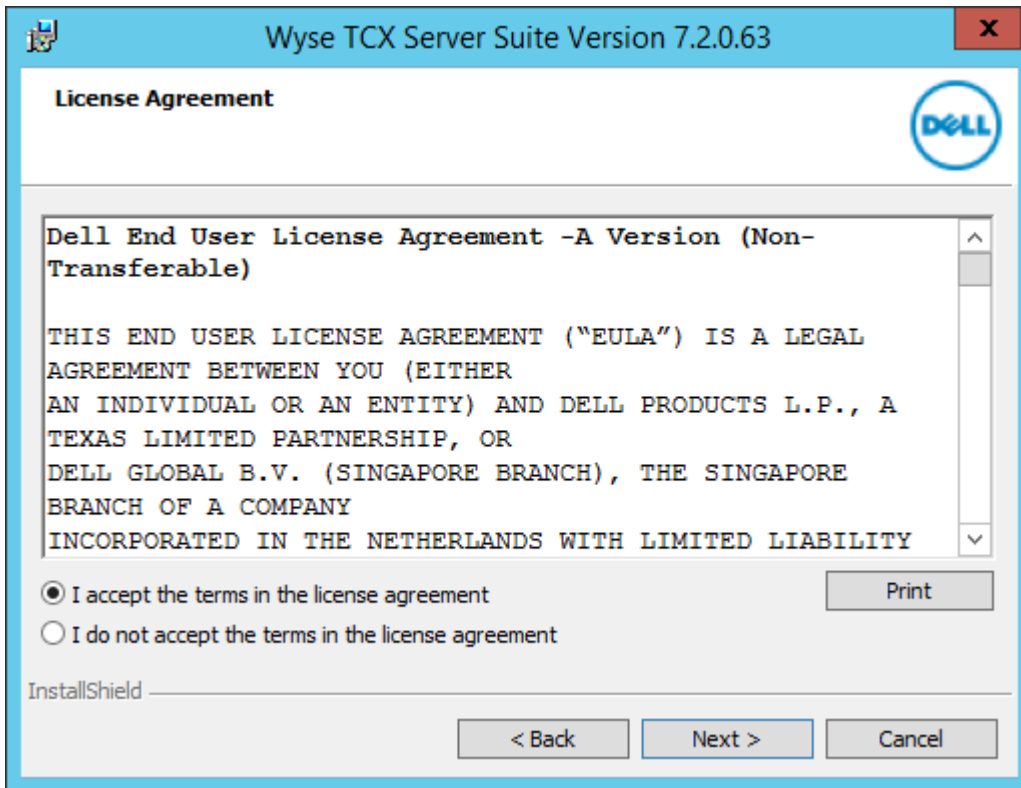 Wyse TCX Server Suite Version 7.2.0.63
x
License Agreement
DELL
Dell End User License Agreement -A Version (Non-
Transferable)
THIS END USER LICENSE AGREEMENT (“EULA”) IS A LEGAL
AGREEMENT BETWEEN YOU (EITHER
AN INDIVIDUAL OR AN ENTITY) AND DELL PRODUCTS L.P., A
TEXAS LIMITED PARTNERSHIP, OR
DELL GLOBAL B.V. (SINGAPORE BRANCH), THE SINGAPORE
BRANCH OF A COMPANY
INCORPORATED IN THE NETHERLANDS WITH LIMITED LIABILITY
I accept the terms in the license agreement
Print
I do not accept the terms in the license agreement
InstallShield
< Back
Next >
Cancel